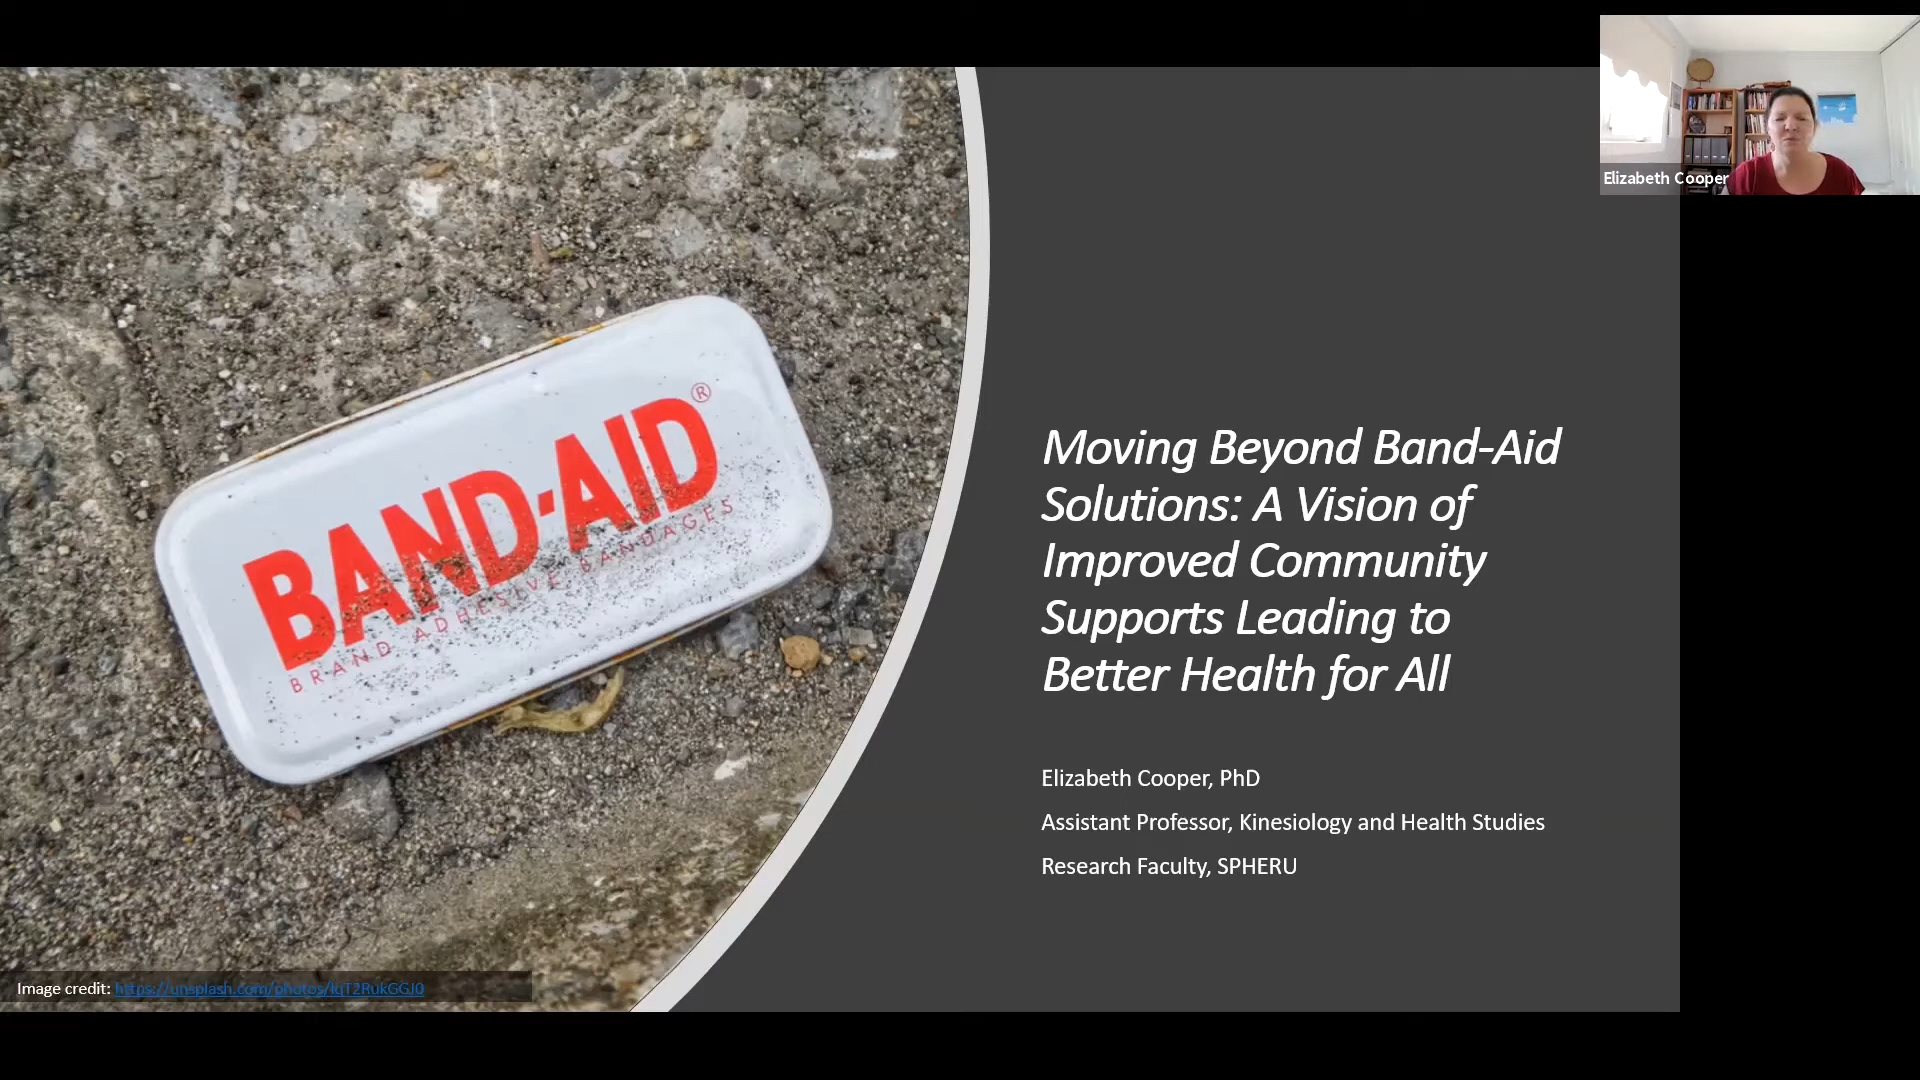 Elizabeth Cooper
BAND-AID®
BRAND ADHESIVE BANDAGES
Moving Beyond Band-Aid
Solutions: A Vision of
Improved Community
Supports Leading to
Better Health for All
Elizabeth Cooper, PhD
Assistant Professor, Kinesiology and Health Studies
Research Faculty, SPHERU
Image credit: